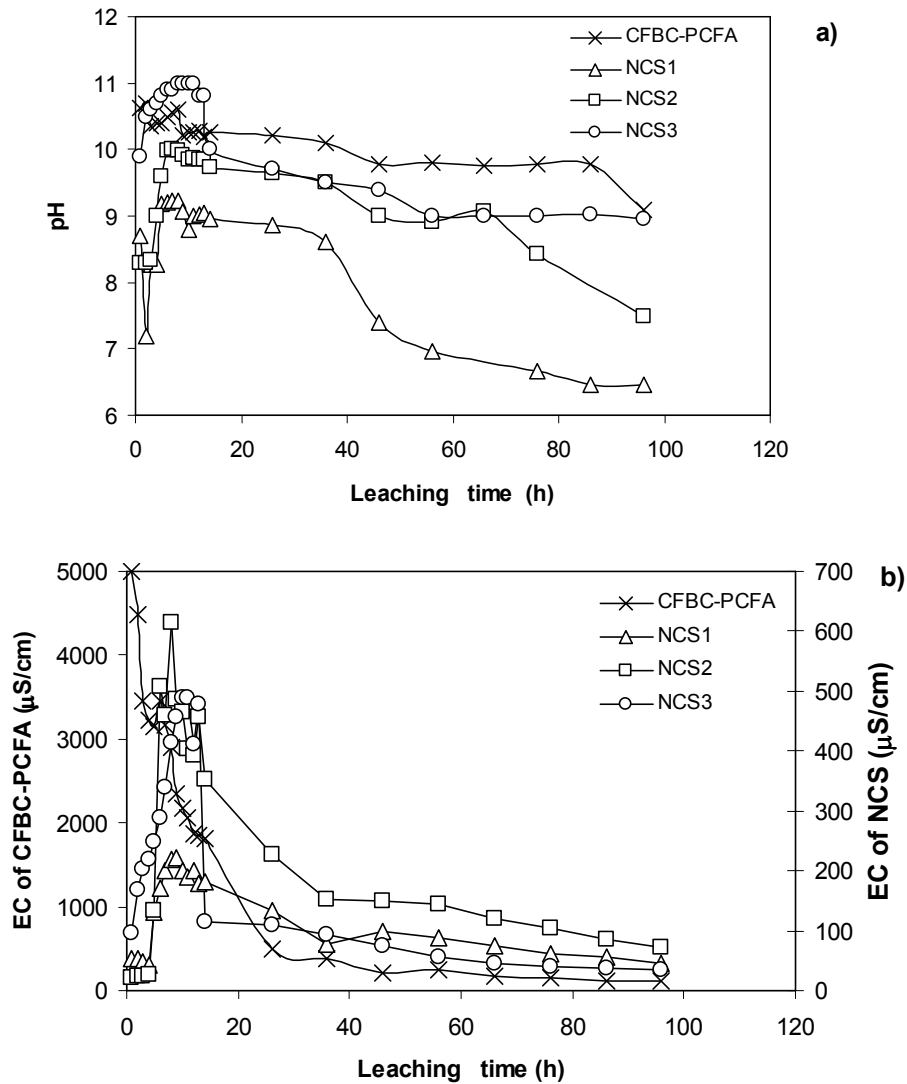 a)
CFBC-PCFA
NCS1
NCS2
NCS3
12
11
10
9
8
7
6
pH
0 20 40 60 80 100 120
Leaching time (h)
b)
CFBC-PCFA
NCS1
NCS2
NCS3
5000
4000
3000
2000
1000
0
EC of CFBC-PCFA (µS/cm)
700
600
500
400
300
200
100
0
EC of NCS (µS/cm)
0 20 40 60 80 100 120
Leaching time (h)